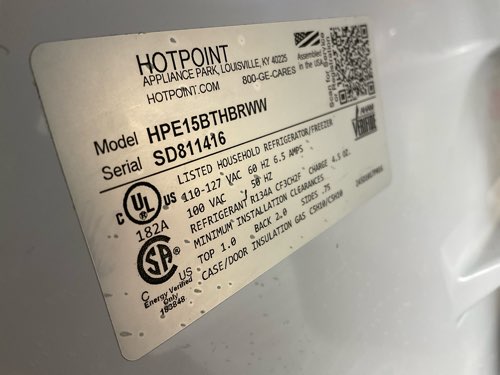 HOTPOINT
APPLIANCE PARK, LOUISVILLE, KY 40225
HOTPOINT.COM 800-GE-CARES
Assembled
in the USA
Model HPE15BTHBRWW
Serial SD811416
LISTED HOUSEHOLD REFRIGERATOR/FREEZER
110-127 VAC 60 HZ 6.5 AMPS
100 VAC / 50 HZ
REFRIGERANT R134A CF3CH2F CHARGE 4.5 OZ.
MINIMUM INSTALLATION CLEARANCES
TOP 1.0 BACK 2.0 SIDES .75
CASE/DOOR INSULATION GAS C5H10/C5H10
C UL US
182A
SA
C US
Energy Verified
Only
183848